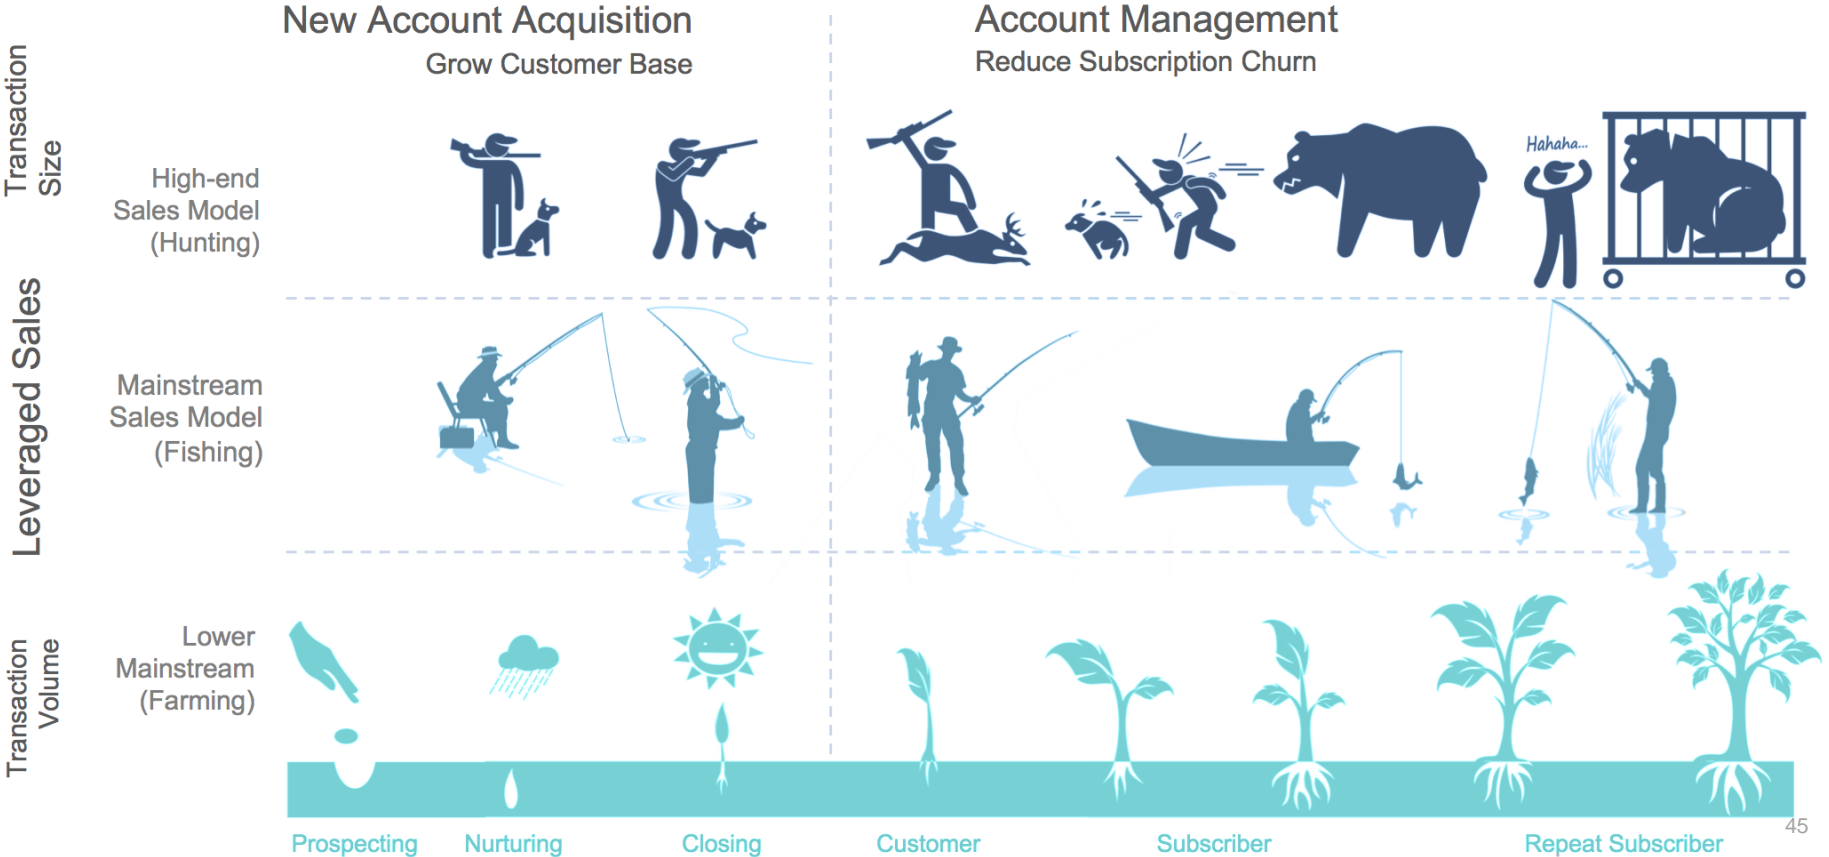 New Account Acquisition
Grow Customer Base
Account Management
Reduce Subscription Churn
Transaction
Size
High-end
Sales Model
(Hunting)
Hahaha...
Leveraged Sales
Mainstream
Sales Model
(Fishing)
Transaction
Volume
Lower
Mainstream
(Farming)
45
Prospecting
Nurturing
Closing
Customer
Subscriber
Repeat Subscriber